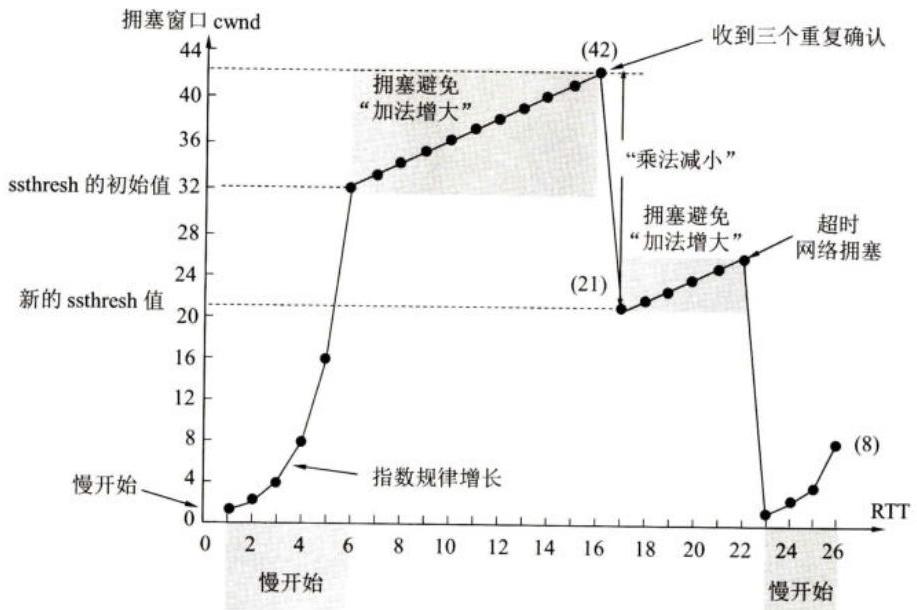 拥塞窗口 cwnd
44
40
36
32
28
24
20
16
12
8
4
0
ssthresh 的初始值
新的 ssthresh 值
慢开始
拥塞避免
“加法增大”
(42)
收到三个重复确认
“乘法减小”
拥塞避免
“加法增大”
超时
网络拥塞
(21)
指数规律增长
(8)
RTT
0 2 4 6 8 10 12 14 16 18 20 22 24 26
慢开始
慢开始